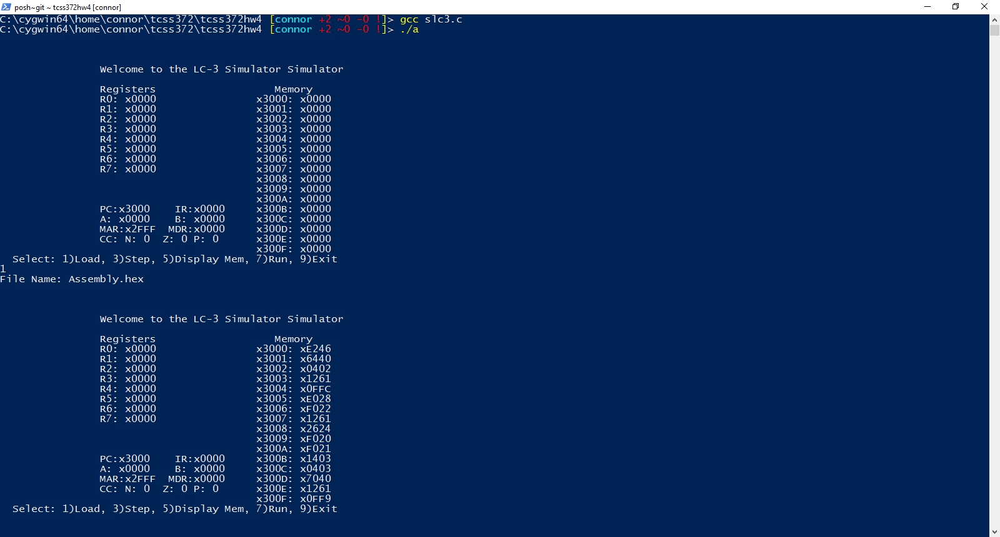 posh~git ~ tcss372hw4 [connor]
C:\cygwin64\home\connor\tcss372\tcss372hw4 [connor +2 ~0 -0 !]> gcc slc3.c
C:\cygwin64\home\connor\tcss372\tcss372hw4 [connor +2 ~0 -0 !]> ./a
Welcome to the LC-3 Simulator Simulator
Registers Memory
R0: x0000 x3000: x0000
R1: x0000 x3001: x0000
R2: x0000 x3002: x0000
R3: x0000 x3003: x0000
R4: x0000 x3004: x0000
R5: x0000 x3005: x0000
R6: x0000 x3006: x0000
R7: x0000 x3007: x0000
x3008: x0000
x3009: x0000
x300A: x0000
PC:x3000 IR:x0000 x300B: x0000
A: x0000 B: x0000 x300C: x0000
MAR:x2FFF MDR:x0000 x300D: x0000
CC: N: 0 Z: 0 P: 0 x300E: x0000
x300F: x0000
Select: 1)Load, 3)Step, 5)Display Mem, 7)Run, 9)Exit
1
File Name: Assembly.hex
Welcome to the LC-3 Simulator Simulator
Registers Memory
R0: x0000 x3000: xE246
R1: x0000 x3001: x6440
R2: x0000 x3002: x0402
R3: x0000 x3003: x1261
R4: x0000 x3004: x0FFC
R5: x0000 x3005: xE028
R6: x0000 x3006: xF022
R7: x0000 x3007: x1261
x3008: x2624
x3009: xF020
x300A: xF021
PC:x3000 IR:x0000 x300B: x1403
A: x0000 B: x0000 x300C: x0403
MAR:x2FFF MDR:x0000 x300D: x7040
CC: N: 0 Z: 0 P: 0 x300E: x1261
x300F: x0FF9
Select: 1)Load, 3)Step, 5)Display Mem, 7)Run, 9)Exit